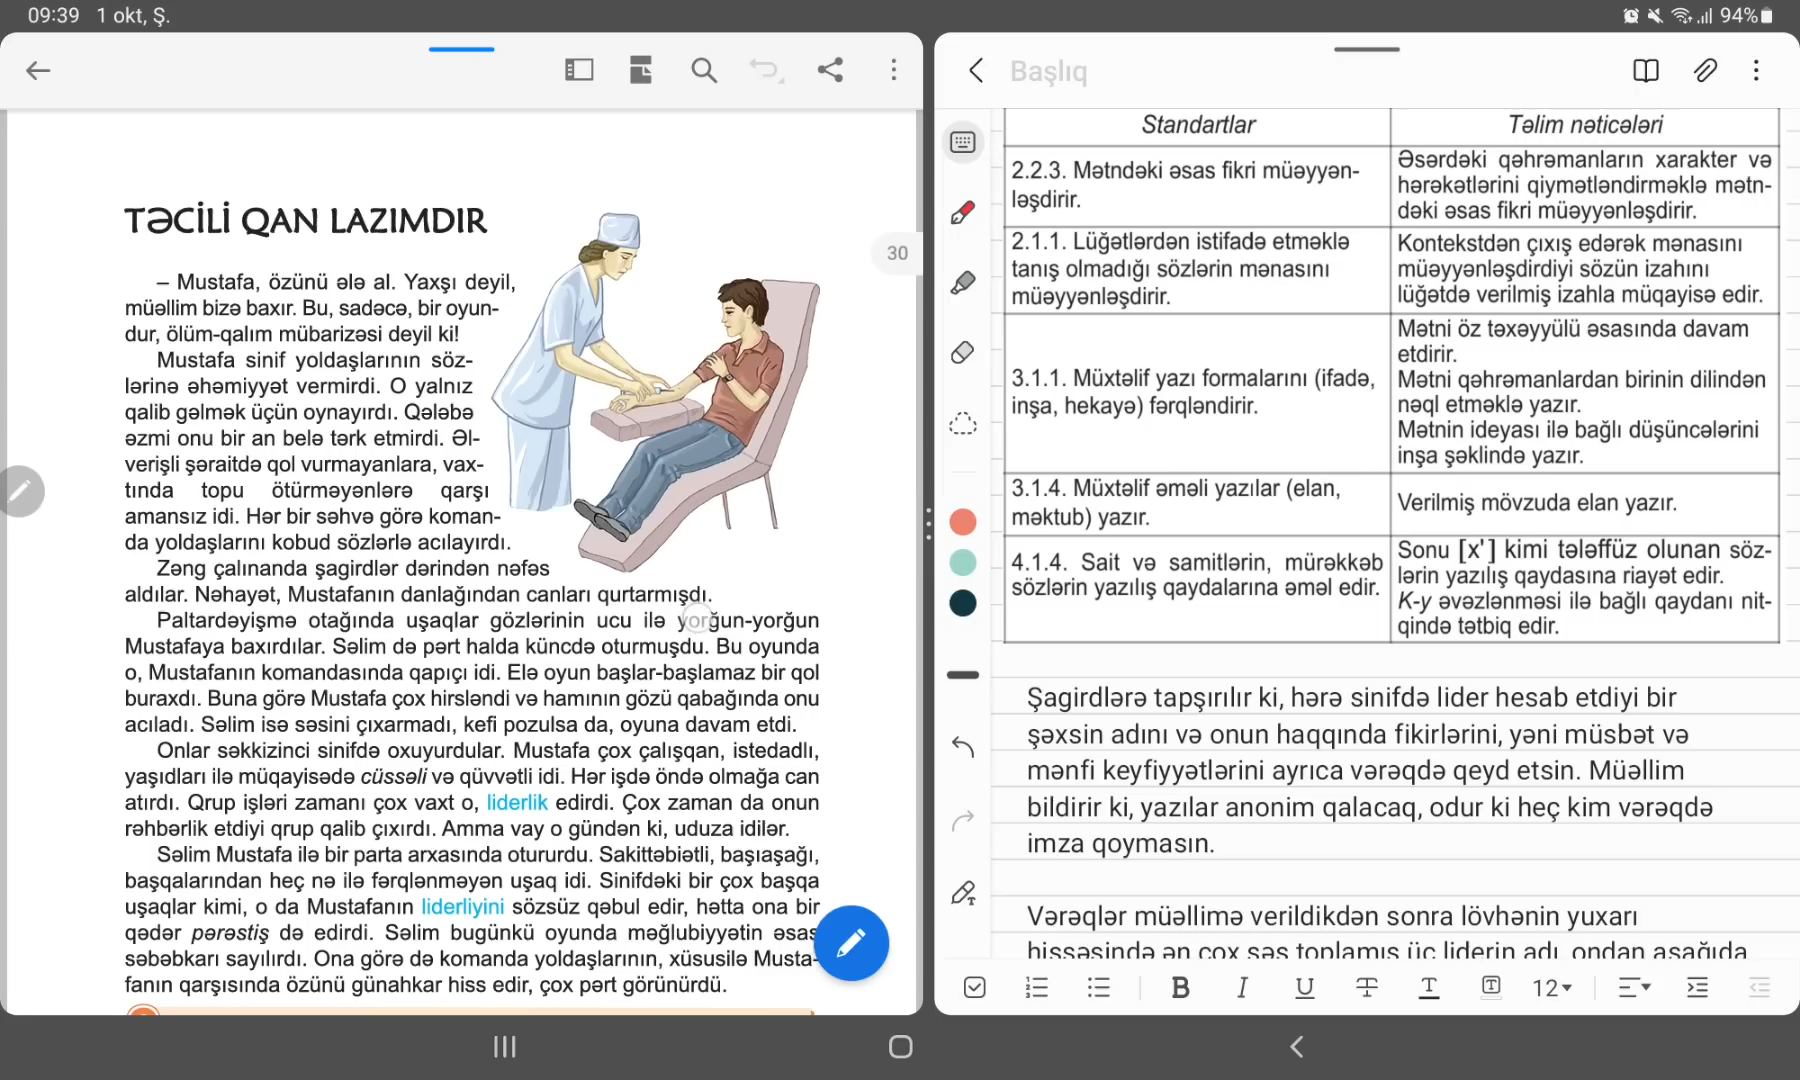 09:39 1 okt, Ş.
94%
TƏCİLİ QAN LAZIMDIR
30
– Mustafa, özünü ələ al. Yaxşı deyil,
müəllim bizə baxır. Bu, sadəcə, bir oyun-
dur, ölüm-qalım mübarizəsi deyil ki!
Mustafa sinif yoldaşlarının söz-
lərinə əhəmiyyət vermirdi. O yalnız
qalib gəlmək üçün oynayırdı. Qələbə
əzmi onu bir an belə tərk etmirdi. Əl-
verişli şəraitdə qol vurmayanlara, vax-
tında topu ötürməyənlərə qarşı
amansız idi. Hər bir səhvə görə koman-
da yoldaşlarını kobud sözlərlə acılayırdı.
Zəng çalınanda şagirdlər dərindən nəfəs
aldılar. Nəhayət, Mustafanın danlağından canları qurtarmışdı.
Paltardəyişmə otağında uşaqlar gözlərinin ucu ilə yorğun-yorğun
Mustafaya baxırdılar. Səlim də pərt halda küncdə oturmuşdu. Bu oyunda
o, Mustafanın komandasında qapıçı idi. Elə oyun başlar-başlamaz bir qol
buraxdı. Buna görə Mustafa çox hirsləndi və hamının gözü qabağında onu
acıladı. Səlim isə səsini çıxarmadı, kefi pozulsa da, oyuna davam etdi.
Onlar səkkizinci sinifdə oxuyurdular. Mustafa çox çalışqan, istedadlı,
yaşıdları ilə müqayisədə cüssəli və qüvvətli idi. Hər işdə öndə olmağa can
atırdı. Qrup işləri zamanı çox vaxt o, liderlik edirdi. Çox zaman da onun
rəhbərlik etdiyi qrup qalib çıxırdı. Amma vay o gündən ki, uduza idilər.
Səlim Mustafa ilə bir parta arxasında otururdu. Sakittəbiətli, başıaşağı,
başqalarından heç nə ilə fərqlənməyən uşaq idi. Sinifdəki bir çox başqa
uşaqlar kimi, o da Mustafanın liderliyini sözsüz qəbul edir, hətta ona bir
qədər pərəstiş də edirdi. Səlim bugünkü oyunda məğlubiyyətin əsas
səbəbkarı sayılırdı. Ona görə də komanda yoldaşlarının, xüsusilə Musta-
fanın qarşısında özünü günahkar hiss edir, çox pərt görünürdü.
Başlıq
Standartlar
Təlim nəticələri
2.2.3. Mətndəki əsas fikri müəyyən-
ləşdirir.
Əsərdəki qəhrəmanların xarakter və
hərəkətlərini qiymətləndirməklə mətn-
dəki əsas fikri müəyyənləşdirir.
2.1.1. Lüğətlərdən istifadə etməklə
tanış olmadığı sözlərin mənasını
müəyyənləşdirir.
Kontekstdən çıxış edərək mənasını
müəyyənləşdirdiyi sözün izahını
lüğətdə verilmiş izahla müqayisə edir.
3.1.1. Müxtəlif yazı formalarını (ifadə,
inşa, hekayə) fərqləndirir.
Mətni öz təxəyyülü əsasında davam
etdirir.
Mətni qəhrəmanlardan birinin dilindən
nəql etməklə yazır.
Mətnin ideyası ilə bağlı düşüncələrini
inşa şəklində yazır.
3.1.4. Müxtəlif əməli yazılar (elan,
məktub) yazır.
Verilmiş mövzuda elan yazır.
4.1.4. Sait və samitlərin, mürəkkəb
sözlərin yazılış qaydalarına əməl edir.
Sonu [x'] kimi tələffüz olunan söz-
lərin yazılış qaydasına riayət edir.
K-y əvəzlənməsi ilə bağlı qaydanı nit-
qində tətbiq edir.
Şagirdlərə tapşırılır ki, hərə sinifdə lider hesab etdiyi bir
şəxsin adını və onun haqqında fikirlərini, yəni müsbət və
mənfi keyfiyyətlərini ayrıca vərəqdə qeyd etsin. Müəllim
bildirir ki, yazılar anonim qalacaq, odur ki heç kim vərəqdə
imza qoymasın.
Vərəqlər müəllimə verildikdən sonra lövhənin yuxarı
hissəsində ən çox səs toplamış üç liderin adı, ondan aşağıda
B I U T T T 12